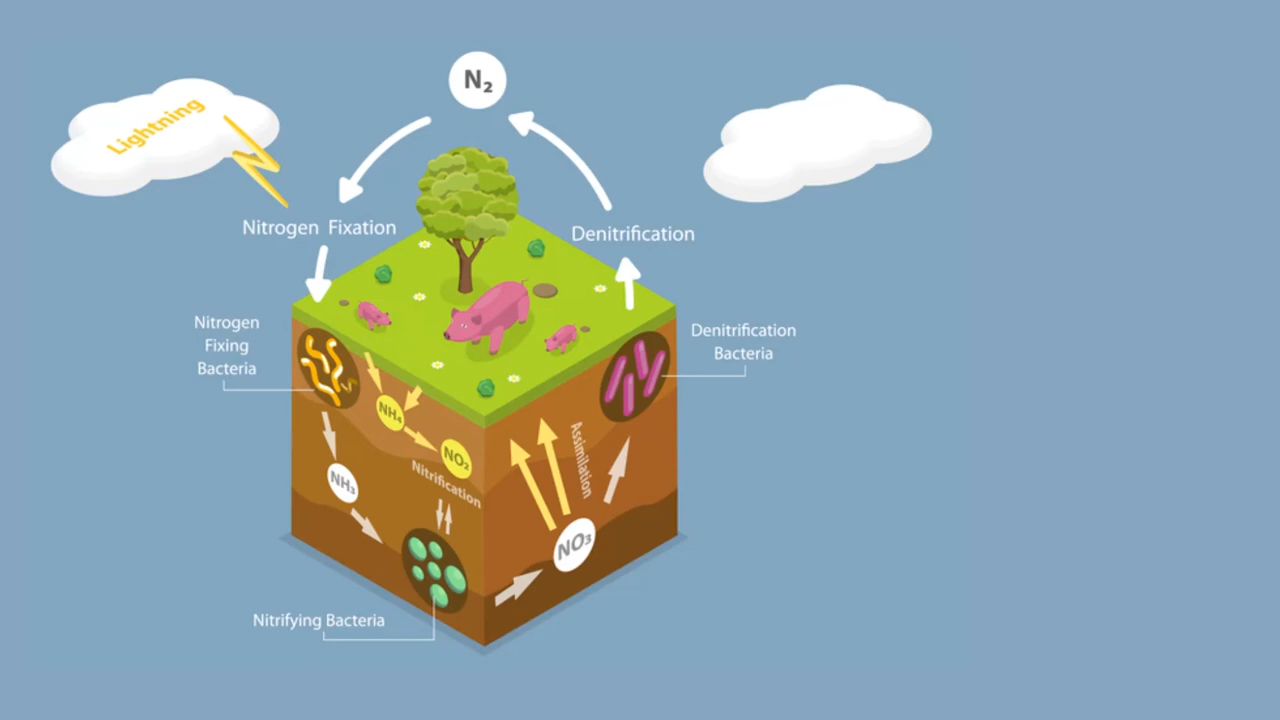 N₂
Lightning
Nitrogen Fixation
Denitrification
Nitrogen
Fixing
Bacteria
Denitrification
Bacteria
NH₄
NO₂
Nitrification
Assimilation
NH₃
NO₃
Nitrifying Bacteria